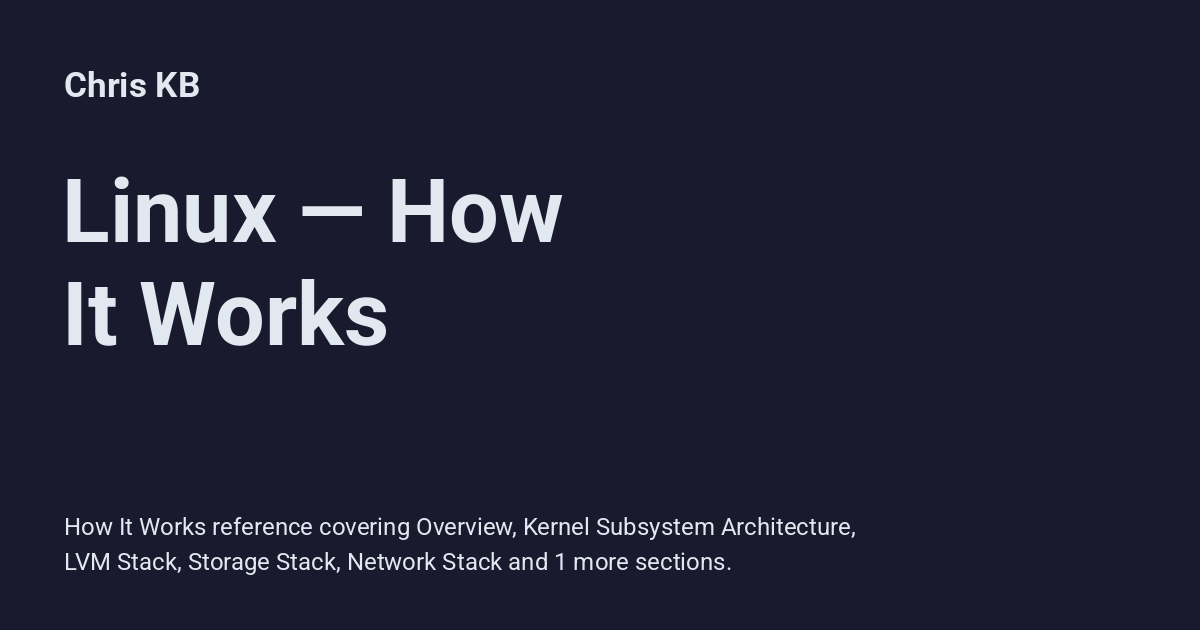 Chris KB
Linux — How
It Works
How It Works reference covering Overview, Kernel Subsystem Architecture,
LVM Stack, Storage Stack, Network Stack and 1 more sections.